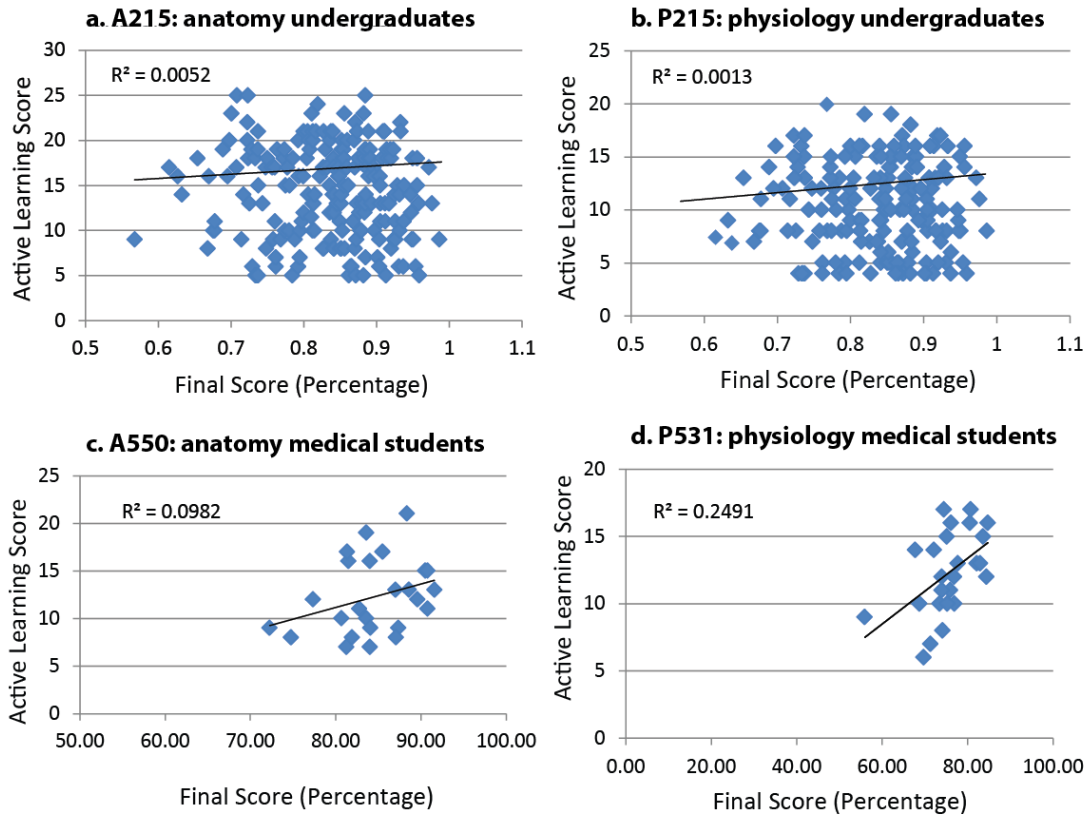 a. A215: anatomy undergraduates
R² = 0.0052
Active Learning Score
30
25
20
15
10
5
0
0.5 0.6 0.7 0.8 0.9 1 1.1
Final Score (Percentage)
b. P215: physiology undergraduates
R² = 0.0013
Active Learning Score
25
20
15
10
5
0
0.5 0.6 0.7 0.8 0.9 1 1.1
Final Score (Percentage)
c. A550: anatomy medical students
R² = 0.0982
Active Learning Score
25
20
15
10
5
0
50.00 60.00 70.00 80.00 90.00 100.00
Final Score (Percentage)
d. P531: physiology medical students
R² = 0.2491
Active Learning Score
20
15
10
5
0
0.00 20.00 40.00 60.00 80.00 100.00
Final Score (Percentage)